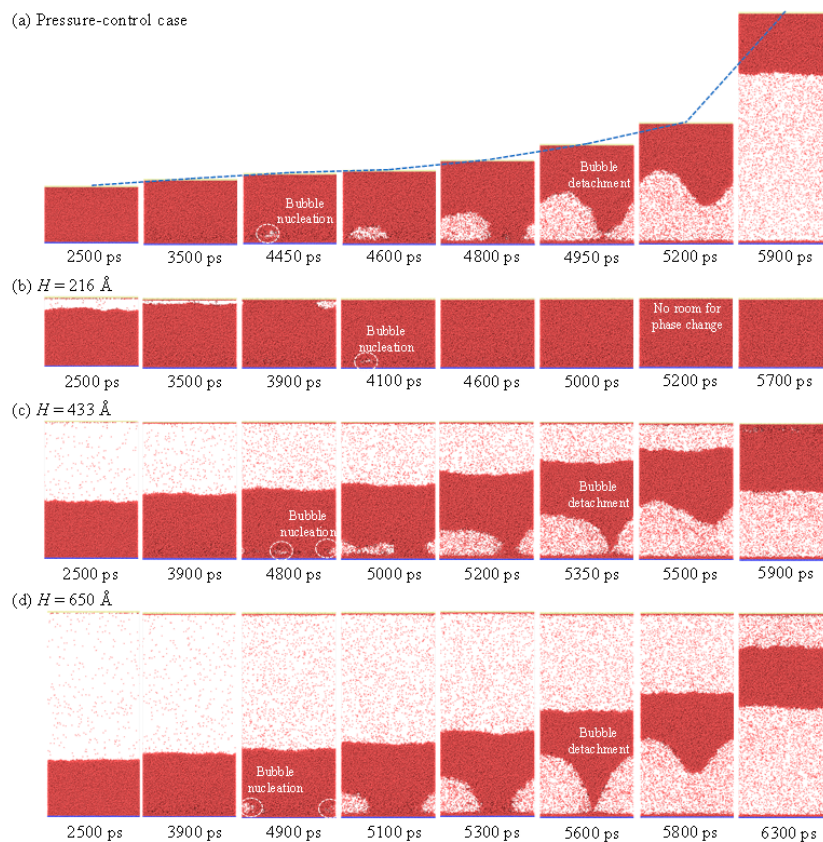 (a) Pressure-control case
Bubble
nucleation
Bubble
detachment
2500 ps 3500 ps 4450 ps 4600 ps 4800 ps 4950 ps 5200 ps 5900 ps
(b) H = 216 Å
Bubble
nucleation
No room for
phase change
2500 ps 3500 ps 3900 ps 4100 ps 4600 ps 5000 ps 5200 ps 5700 ps
(c) H = 433 Å
Bubble
nucleation
Bubble
detachment
2500 ps 3900 ps 4800 ps 5000 ps 5200 ps 5350 ps 5500 ps 5900 ps
(d) H = 650 Å
Bubble
nucleation
Bubble
detachment
2500 ps 3900 ps 4900 ps 5100 ps 5300 ps 5600 ps 5800 ps 6300 ps